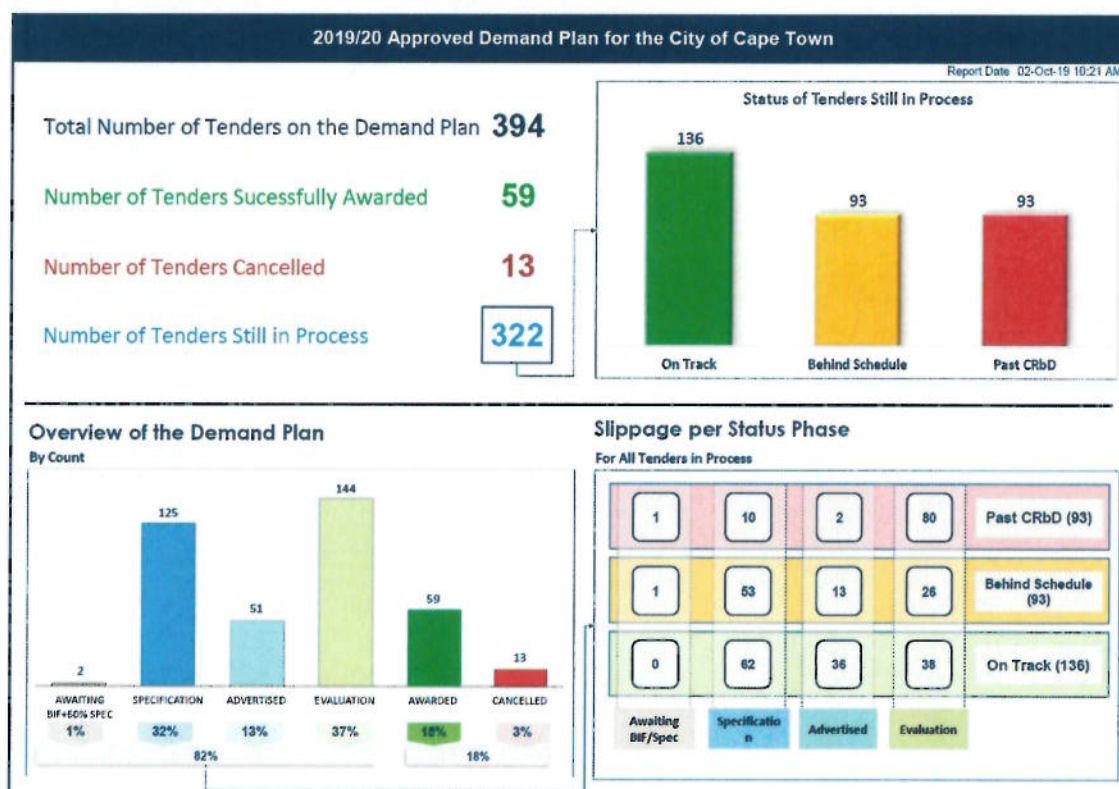 2019/20 Approved Demand Plan for the City of Cape Town
Report Date 02-Oct-19 10:21 AM
Total Number of Tenders on the Demand Plan 394
Number of Tenders Sucessfully Awarded 59
Number of Tenders Cancelled 13
Number of Tenders Still in Process 322
Status of Tenders Still in Process
136
93
93
On Track
Behind Schedule
Past CRbD
Overview of the Demand Plan
By Count
2
125
51
144
59
13
AWAITING
BIF+60% SPEC
SPECIFICATION
ADVERTISED
EVALUATION
AWARDED
CANCELLED
1%
32%
13%
37%
15%
3%
82%
18%
Slippage per Status Phase
For All Tenders in Process
1 10 2 80 Past CRbD (93)
1 53 13 26 Behind Schedule
(93)
0 62 36 38 On Track (136)
Awaiting
BIF/Spec
Specificatio
n
Advertised
Evaluation